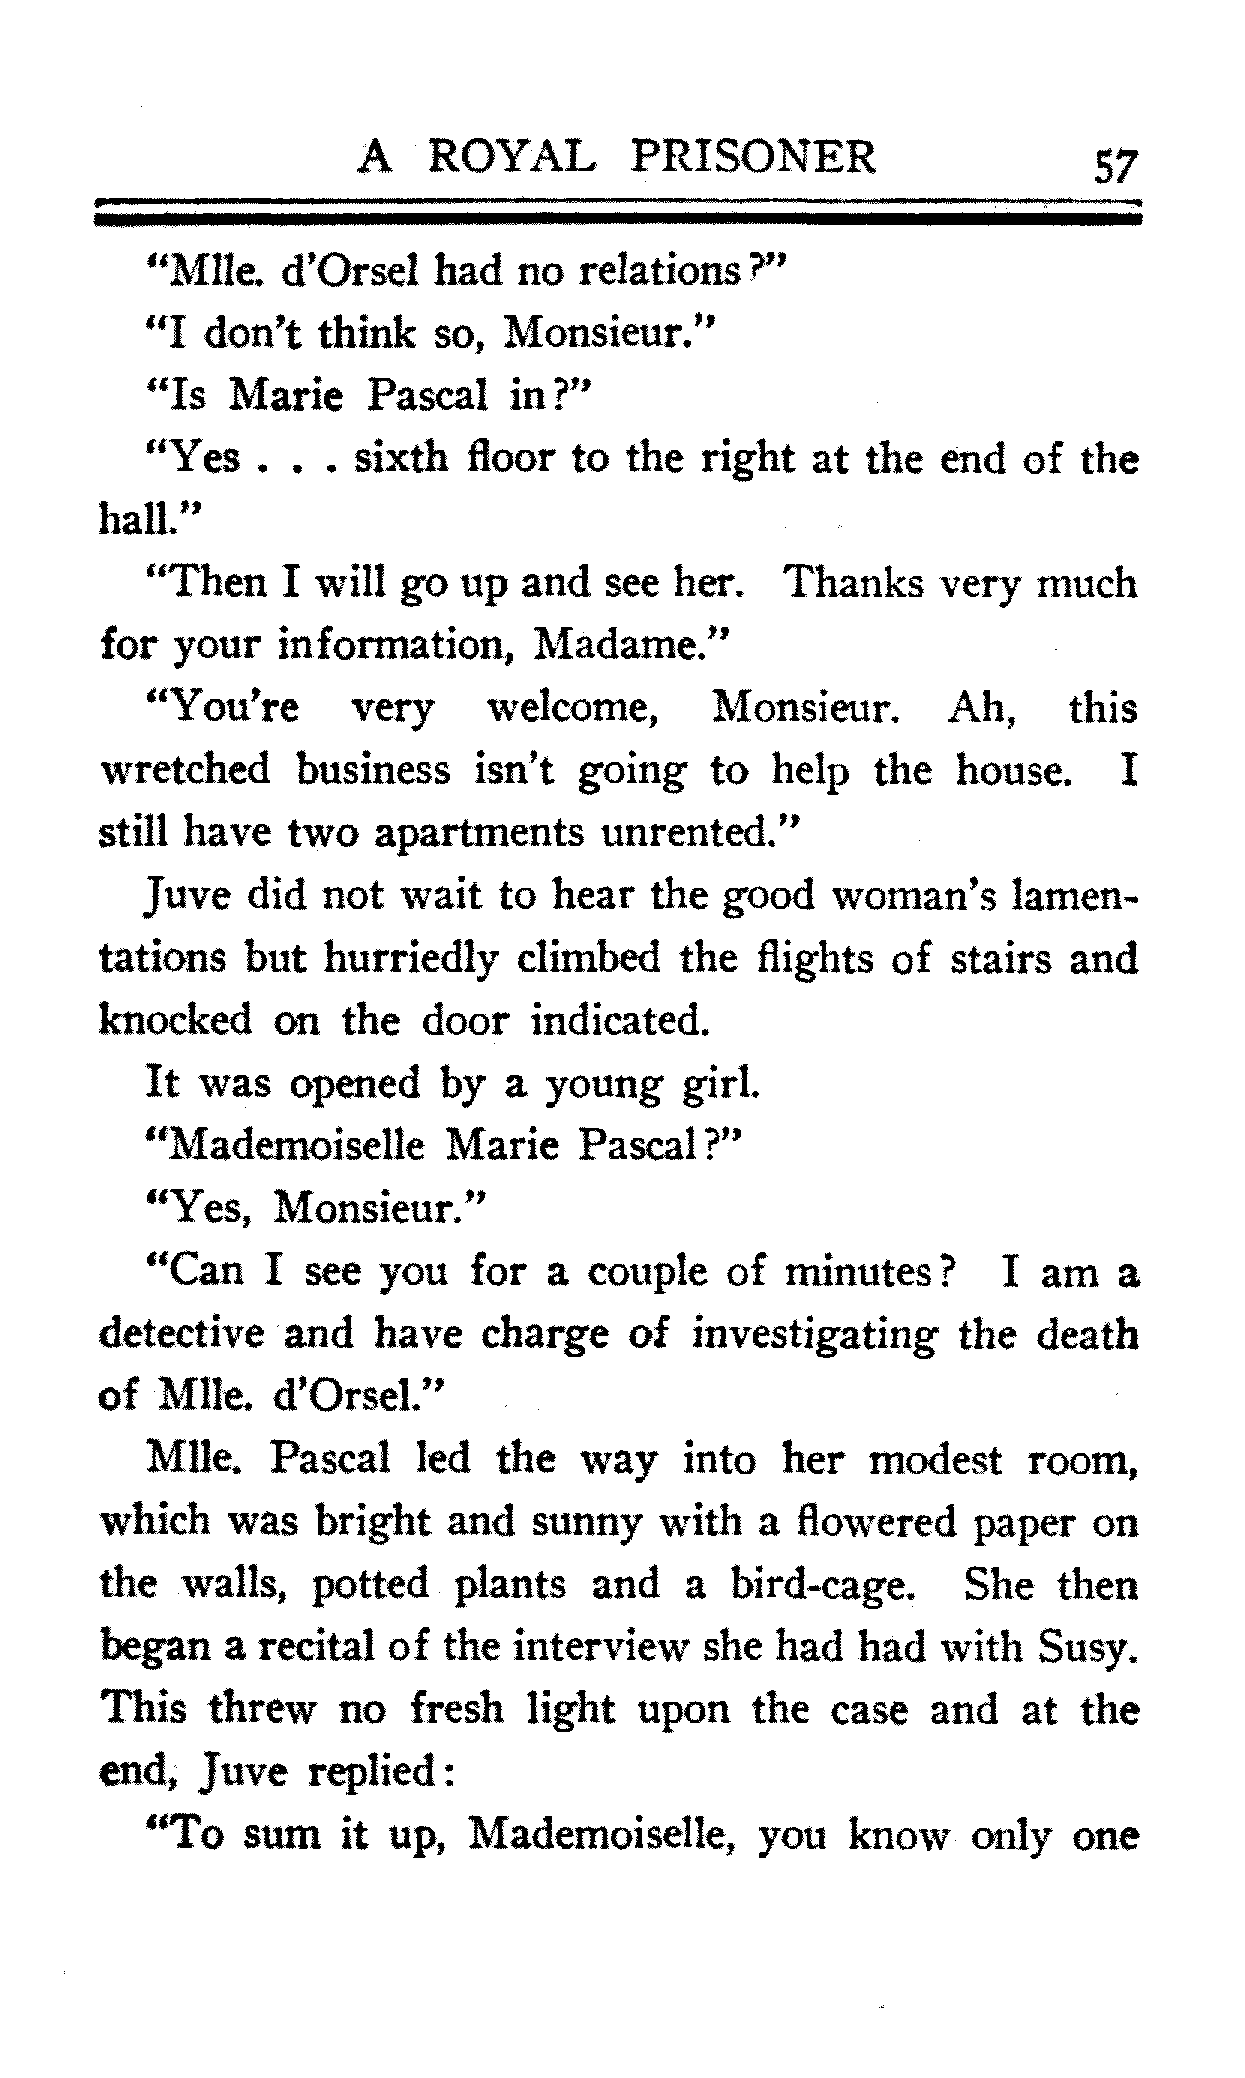 A ROYAL PRISONER 57
“Mlle. d’Orsel had no relations?”
“I don’t think so, Monsieur.”
“Is Marie Pascal in?”
“Yes . . . sixth floor to the right at the end of the
hall.”
“Then I will go up and see her. Thanks very much
for your information, Madame.”
“You’re very welcome, Monsieur. Ah, this
wretched business isn’t going to help the house. I
still have two apartments unrented.”
Juve did not wait to hear the good woman’s lamen-
tations but hurriedly climbed the flights of stairs and
knocked on the door indicated.
It was opened by a young girl.
“Mademoiselle Marie Pascal?”
“Yes, Monsieur.”
“Can I see you for a couple of minutes? I am a
detective and have charge of investigating the death
of Mlle. d’Orsel.”
Mlle. Pascal led the way into her modest room,
which was bright and sunny with a flowered paper on
the walls, potted plants and a bird-cage. She then
began a recital of the interview she had had with Susy.
This threw no fresh light upon the case and at the
end, Juve replied:
“To sum it up, Mademoiselle, you know only one